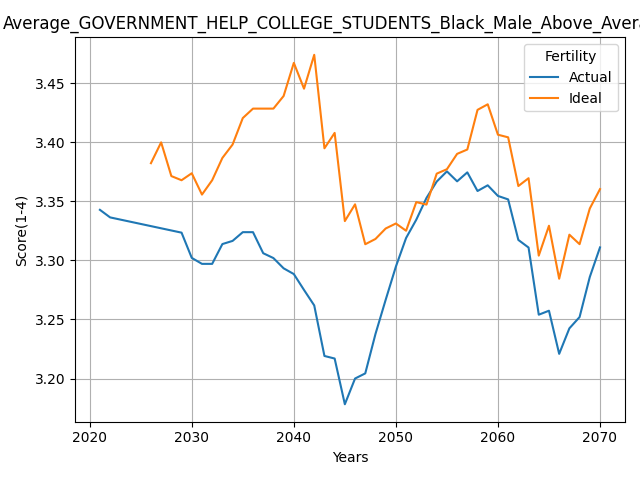 Average_GOVERNMENT_HELP_COLLEGE_STUDENTS_Black_Male_Above_Avera
Fertility
Actual
Ideal
3.45
3.40
3.35
3.30
3.25
3.20
Score(1-4)
2020 2030 2040 2050 2060 2070
Years